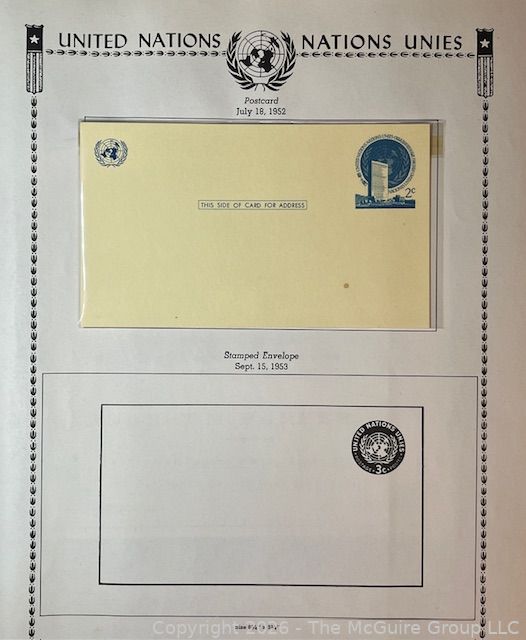 UNITED NATIONS NATIONS UNIES
Postcard
July 18, 1952
THIS SIDE OF CARD FOR ADDRESS
2c
Stamped Envelope
Sept. 15, 1953
UNITED NATIONS UNIES
3c
Copyright 2026 - The McGuire Group LLC